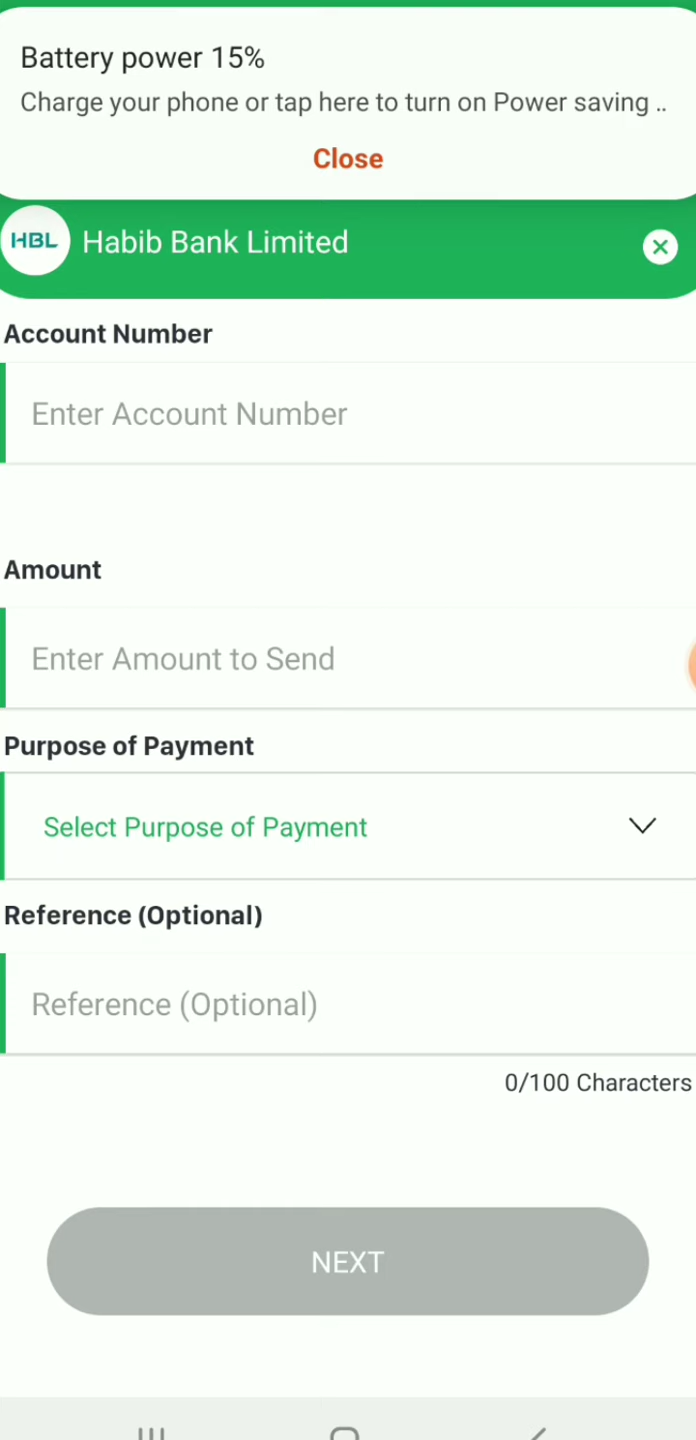 Battery power 15%
Charge your phone or tap here to turn on Power saving ..
Close
HBL Habib Bank Limited
Account Number
Enter Account Number
Amount
Enter Amount to Send
Purpose of Payment
Select Purpose of Payment
Reference (Optional)
Reference (Optional)
0/100 Characters
NEXT